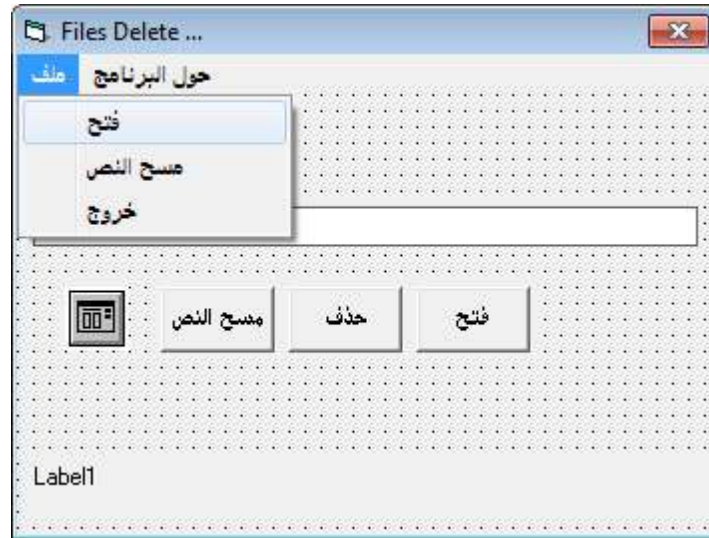 Files Delete ...
ملف حول البرنامج
فتح
مسح النص
خروج
مسح النص حذف فتح
Label1